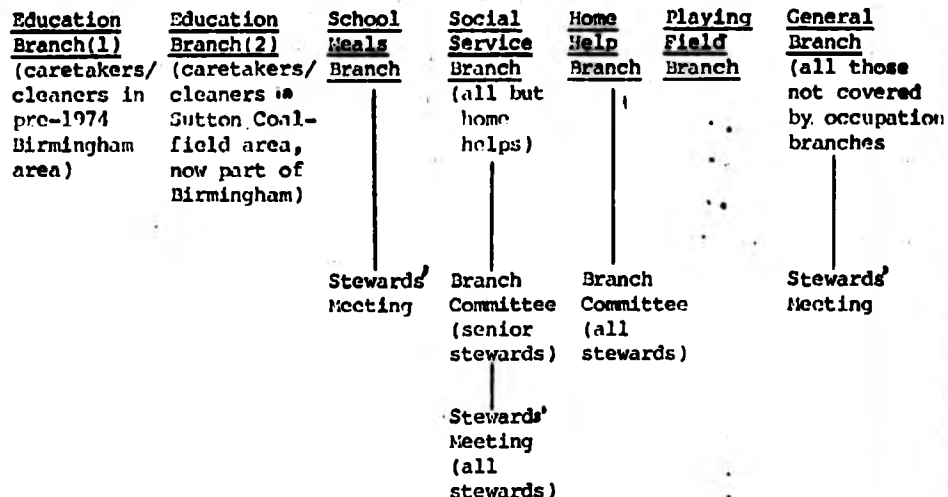 Education Branch(1)
(caretakers/
cleaners in
pre-1974
Birmingham
area)
Education Branch(2)
(caretakers/
cleaners in
Sutton Coal-
field area,
now part of
Birmingham)
School
Meals
Branch
Stewards'
Meeting
Social
Service
Branch
(all but
home
helps)
Branch
Committee
(senior
stewards)
Stewards'
Meeting
(all
stewards)
Home
Help
Branch
Branch
Committee
(all
stewards)
Playing
Field
Branch
General
Branch
(all those
not covered
by occupation
branches
Stewards'
Meeting